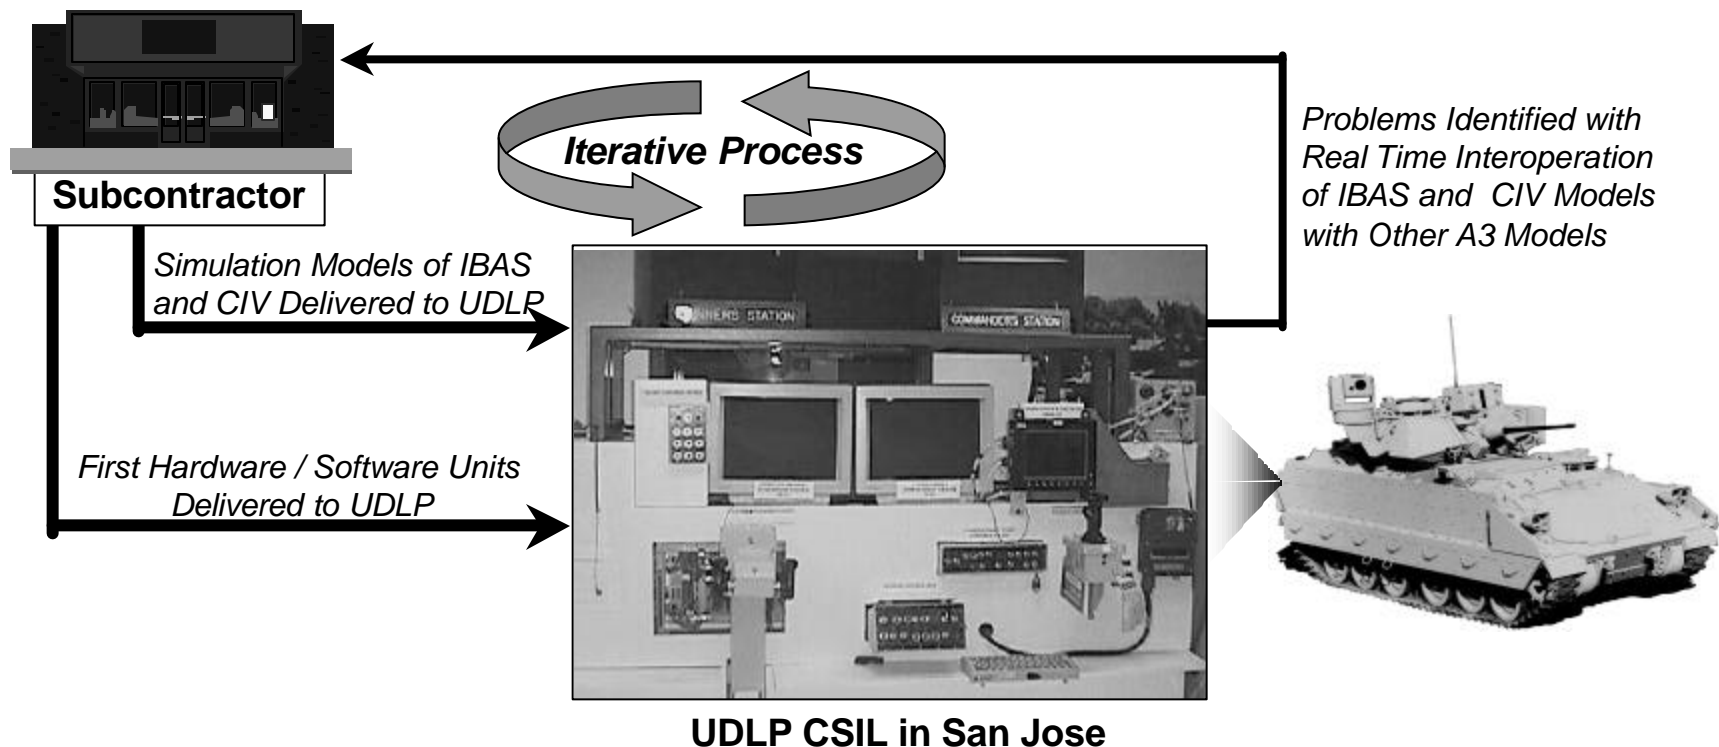 Iterative Process
Subcontractor
Problems Identified with
Real Time Interoperation
of IBAS and CIV Models
with Other A3 Models
Simulation Models of IBAS
and CIV Delivered to UDLP
First Hardware / Software Units
Delivered to UDLP
STATION
COMMANDER'S STATION
UDLP CSIL in San Jose